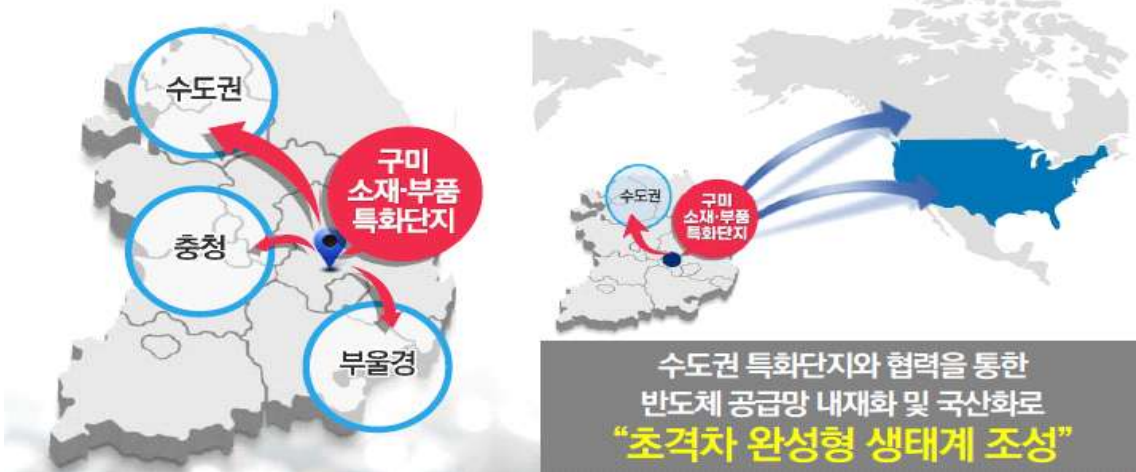 수도권
구미
소재·부품
특화단지
충청
부울경
수도권
구미
소재·부품
특화단지
수도권 특화단지와 협력을 통한
반도체 공급망 내재화 및 국산화로
“초격차 완성형 생태계 조성”